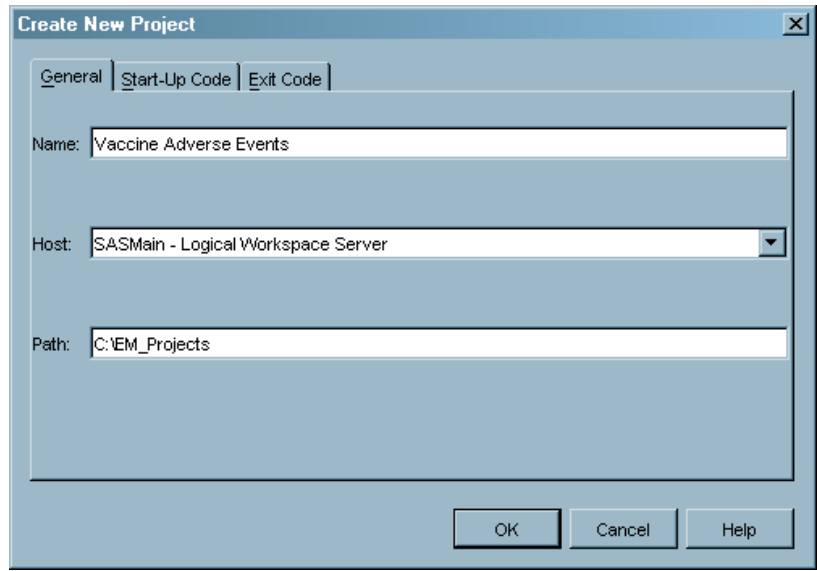 Create New Project
General Start-Up Code Exit Code
Name: Vaccine Adverse Events
Host: SASMain - Logical Workspace Server
Path: C:\EM_Projects
OK Cancel Help